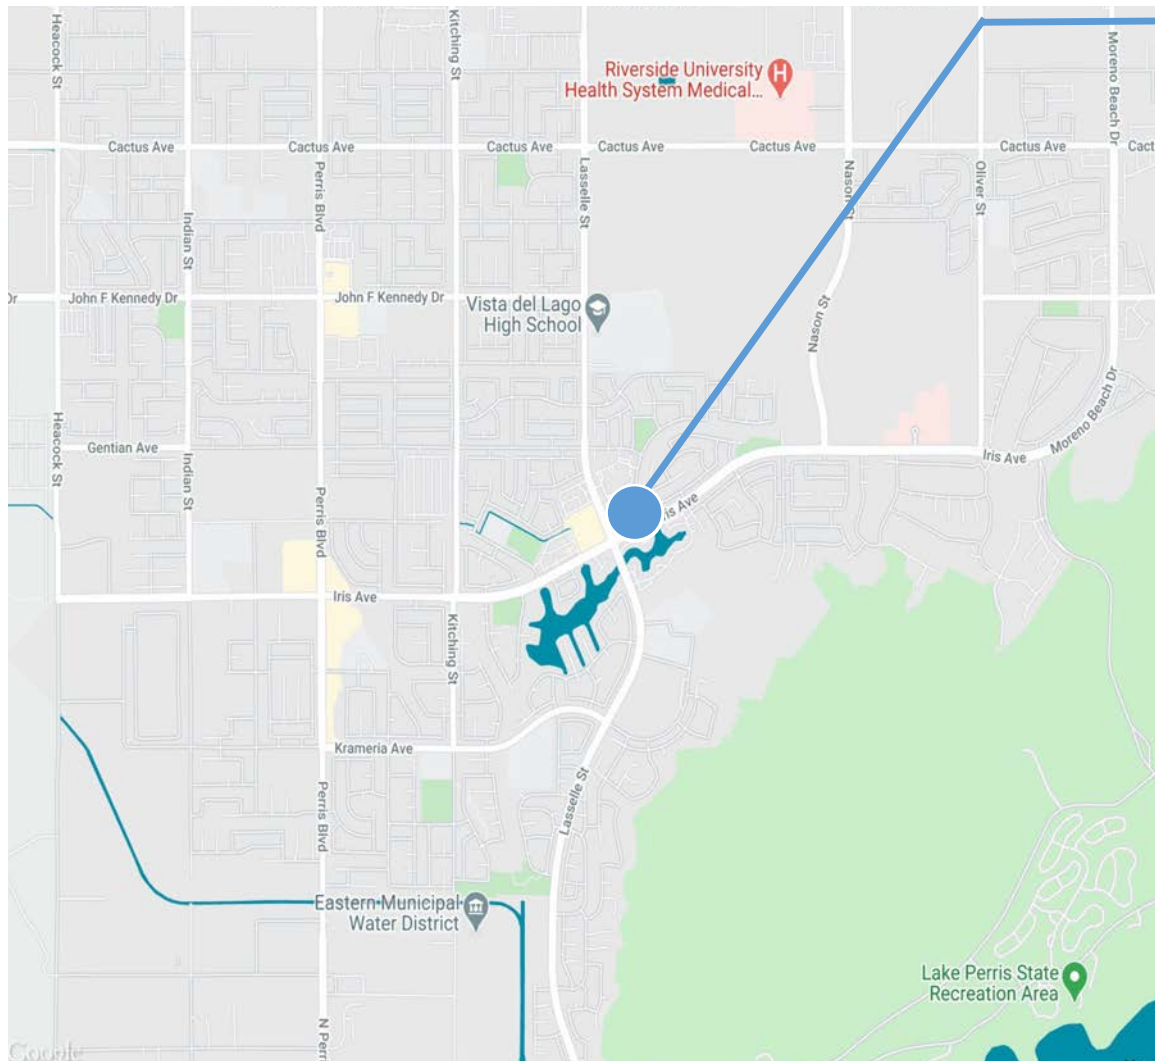 Heacock St
Kitching St
Moreno Beach Dr
Riverside University
Health System Medical...
Cactus Ave
Cactus Ave
Cactus Ave
Cactus Ave
Cactus Ave
Cactus Ave
Cact
Perris Blvd
Lasselle St
Nason St
Oliver St
Indian St
Dr
John F Kennedy Dr
John F Kennedy Dr
Vista del Lago
High School
Nason St
Moreno Beach Dr
Heacock St
Gentian Ave
Indian St
Iris Ave
Perris Blvd
ris Ave
Iris Ave
Kitching St
Krameria Ave
Lasselle St
Perris Blvd
Eastern Municipal
Water District
Lake Perris State
Recreation Area
N Perr
Google